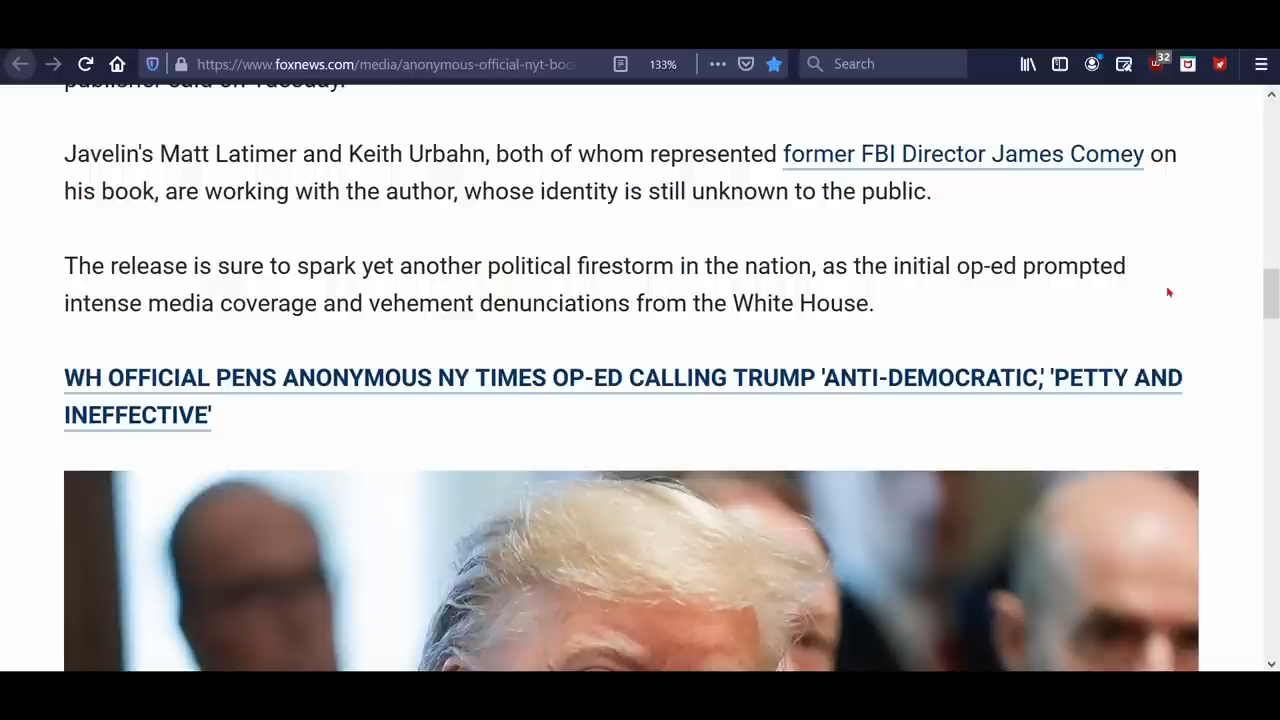 https://www.foxnews.com/media/anonymous-official-nyt-boo
133%
Search
32
publisher said on Tuesday.
Javelin's Matt Latimer and Keith Urbahn, both of whom represented former FBI Director James Comey on
his book, are working with the author, whose identity is still unknown to the public.
The release is sure to spark yet another political firestorm in the nation, as the initial op-ed prompted
intense media coverage and vehement denunciations from the White House.
WH OFFICIAL PENS ANONYMOUS NY TIMES OP-ED CALLING TRUMP 'ANTI-DEMOCRATIC,' 'PETTY AND
INEFFECTIVE'